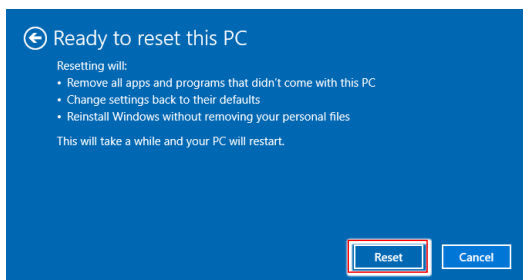 Ready to reset this PC
Resetting will:
• Remove all apps and programs that didn't come with this PC
• Change settings back to their defaults
• Reinstall Windows without removing your personal files
This will take a while and your PC will restart.
Reset Cancel